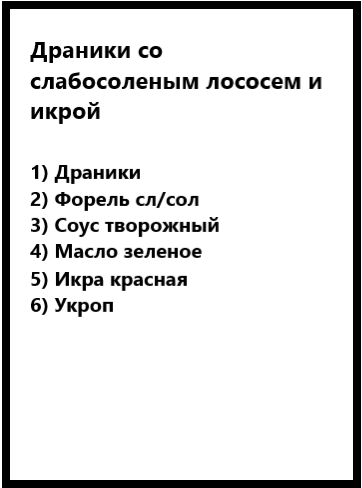 Драники со
слабосоленым лососем и
икрой
1) Драники
2) Форель сл/сол
3) Соус творожный
4) Масло зеленое
5) Икра красная
6) Укроп